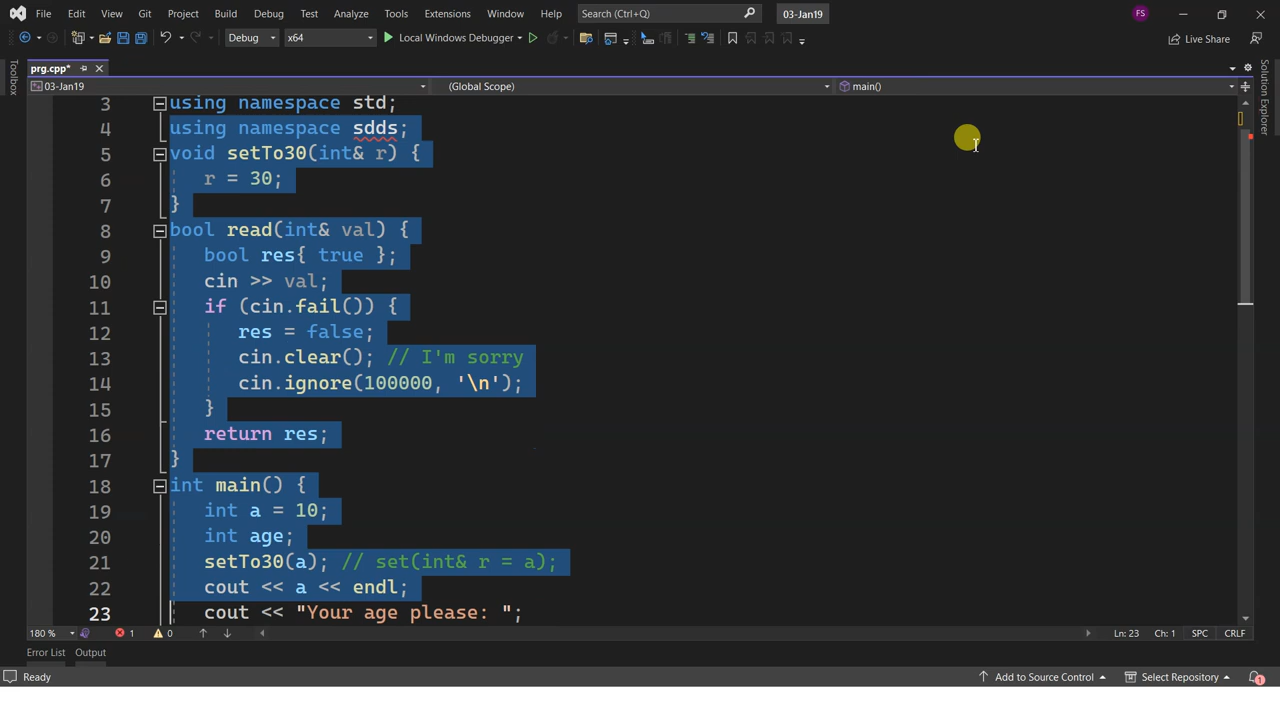 File Edit View Git Project Build Debug Test Analyze Tools Extensions Window Help Search (Ctrl+Q) 03-Jan19 FS
Debug x64 Local Windows Debugger Live Share
Toolbox
prg.cpp*
Solution Explorer
03-Jan19 (Global Scope) main()
3 using namespace std;
4 using namespace sdds;
5 void setTo30(int& r) {
6 r = 30;
7 }
8 bool read(int& val) {
9 bool res{ true };
10 cin >> val;
11 if (cin.fail()) {
12 res = false;
13 cin.clear(); // I'm sorry
14 cin.ignore(100000, '\n');
15 }
16 return res;
17 }
18 int main() {
19 int a = 10;
20 int age;
21 setTo30(a); // set(int& r = a);
22 cout << a << endl;
23 cout << "Your age please: ";
180 % 1 0 Ln: 23 Ch: 1 SPC CRLF
Error List Output
Ready Add to Source Control Select Repository 1